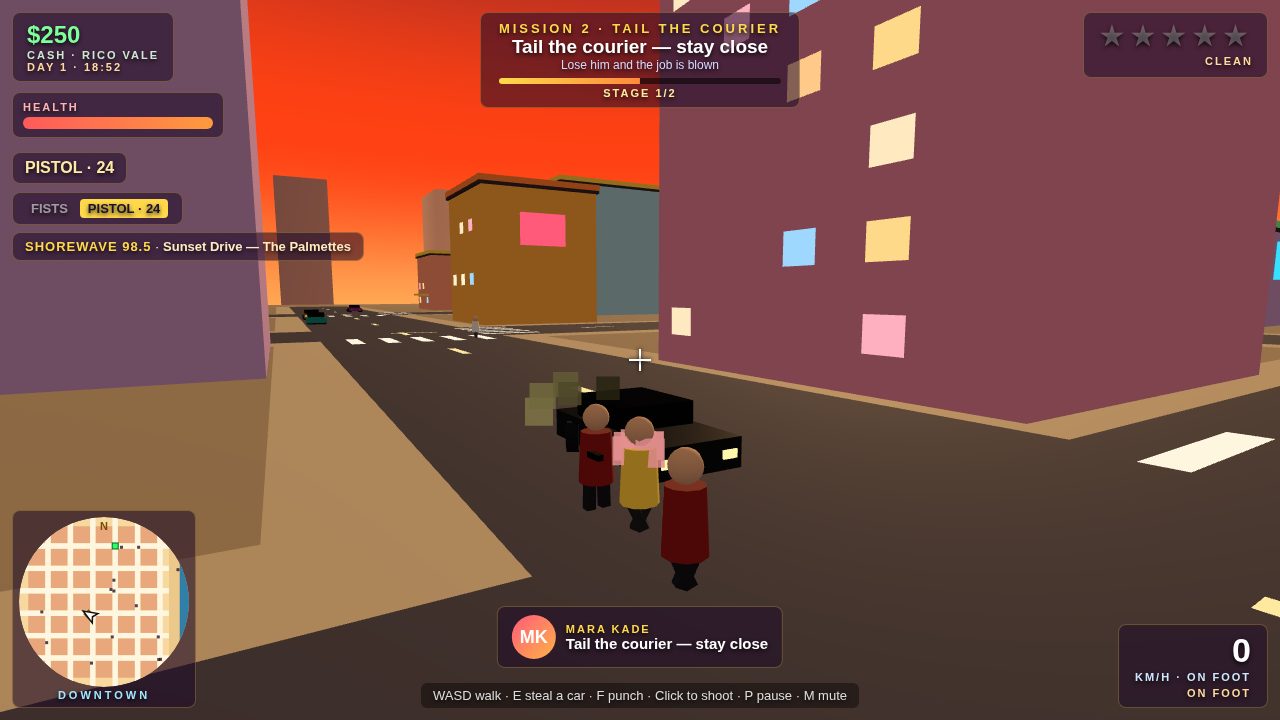 $250
CASH · RICO VALE
DAY 1 · 18:52
HEALTH
PISTOL · 24
FISTS PISTOL · 24
SHOREWAVE 98.5 · Sunset Drive — The Palmettes
MISSION 2 · TAIL THE COURIER
Tail the courier — stay close
Lose him and the job is blown
STAGE 1/2
★ ★ ★ ★ ★
CLEAN
N
DOWNTOWN
MK
MARA KADE
Tail the courier — stay close
WASD walk · E steal a car · F punch · Click to shoot · P pause · M mute
0
KM/H · ON FOOT
ON FOOT